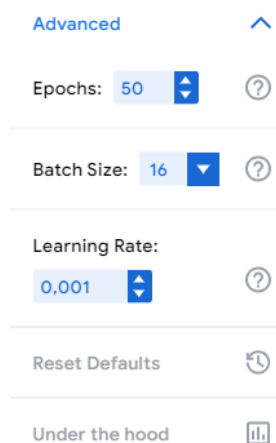 Advanced
Epochs: 50
Batch Size: 16
Learning Rate:
0,001
Reset Defaults
Under the hood